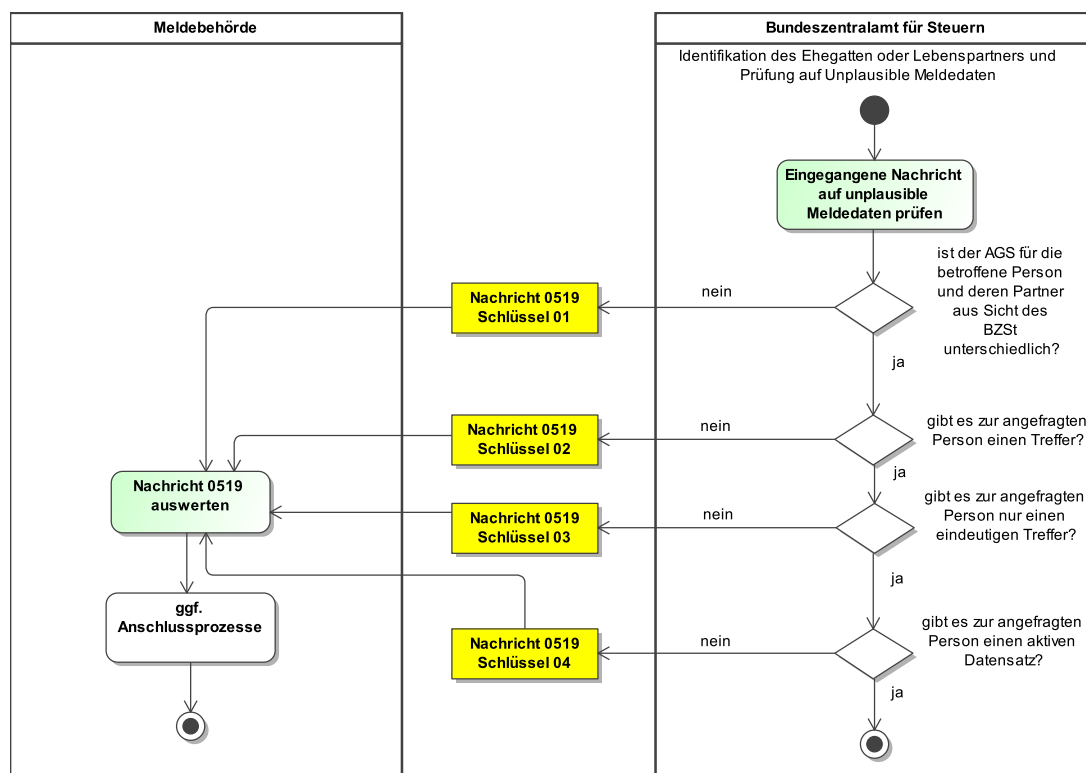 Meldebehörde
Bundeszentralamt für Steuern
Identifikation des Ehegatten oder Lebenspartners und
Prüfung auf Unplausible Meldedaten
Eingegangene Nachricht
auf unplausible
Meldedaten prüfen
ist der AGS für die
betroffene Person
und deren Partner
aus Sicht des
BZSt
unterschiedlich?
nein
Nachricht 0519
Schlüssel 01
ja
gibt es zur angefragten
Person einen Treffer?
nein
Nachricht 0519
Schlüssel 02
ja
Nachricht 0519
auswerten
gibt es zur angefragten
Person nur einen
eindeutigen Treffer?
nein
Nachricht 0519
Schlüssel 03
ja
ggf.
Anschlussprozesse
gibt es zur angefragten
Person einen aktiven
Datensatz?
nein
Nachricht 0519
Schlüssel 04
ja